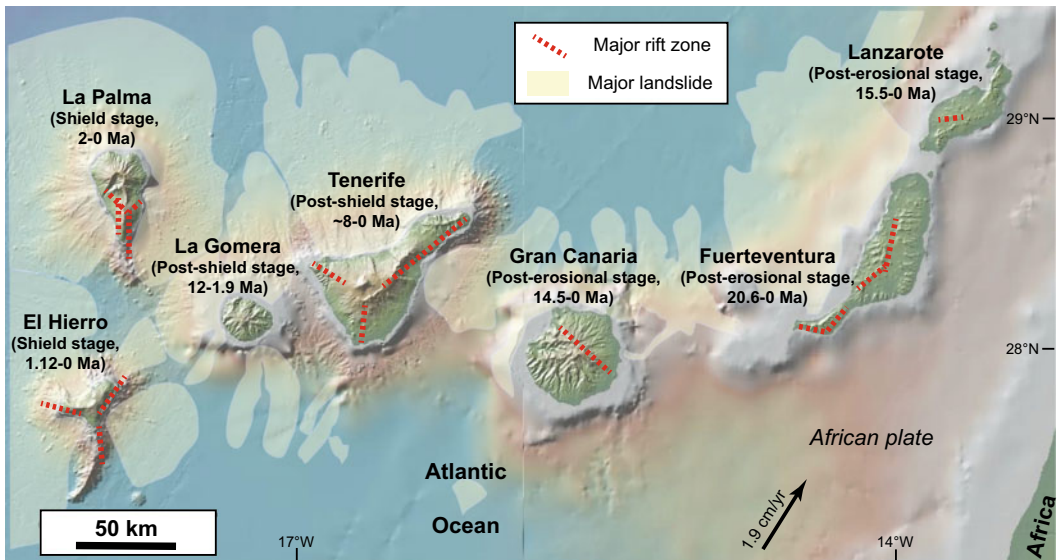 Major rift zone
Major landslide
Lanzarote
(Post-erosional stage,
15.5-0 Ma)
29°N
La Palma
(Shield stage,
2-0 Ma)
Tenerife
(Post-shield stage,
~8-0 Ma)
La Gomera
(Post-shield stage,
12-1.9 Ma)
Gran Canaria
(Post-erosional stage,
14.5-0 Ma)
Fuerteventura
(Post-erosional stage,
20.6-0 Ma)
El Hierro
(Shield stage,
1.12-0 Ma)
28°N
African plate
Atlantic
Ocean
1.9 cm/yr
Africa
50 km
17°W
14°W